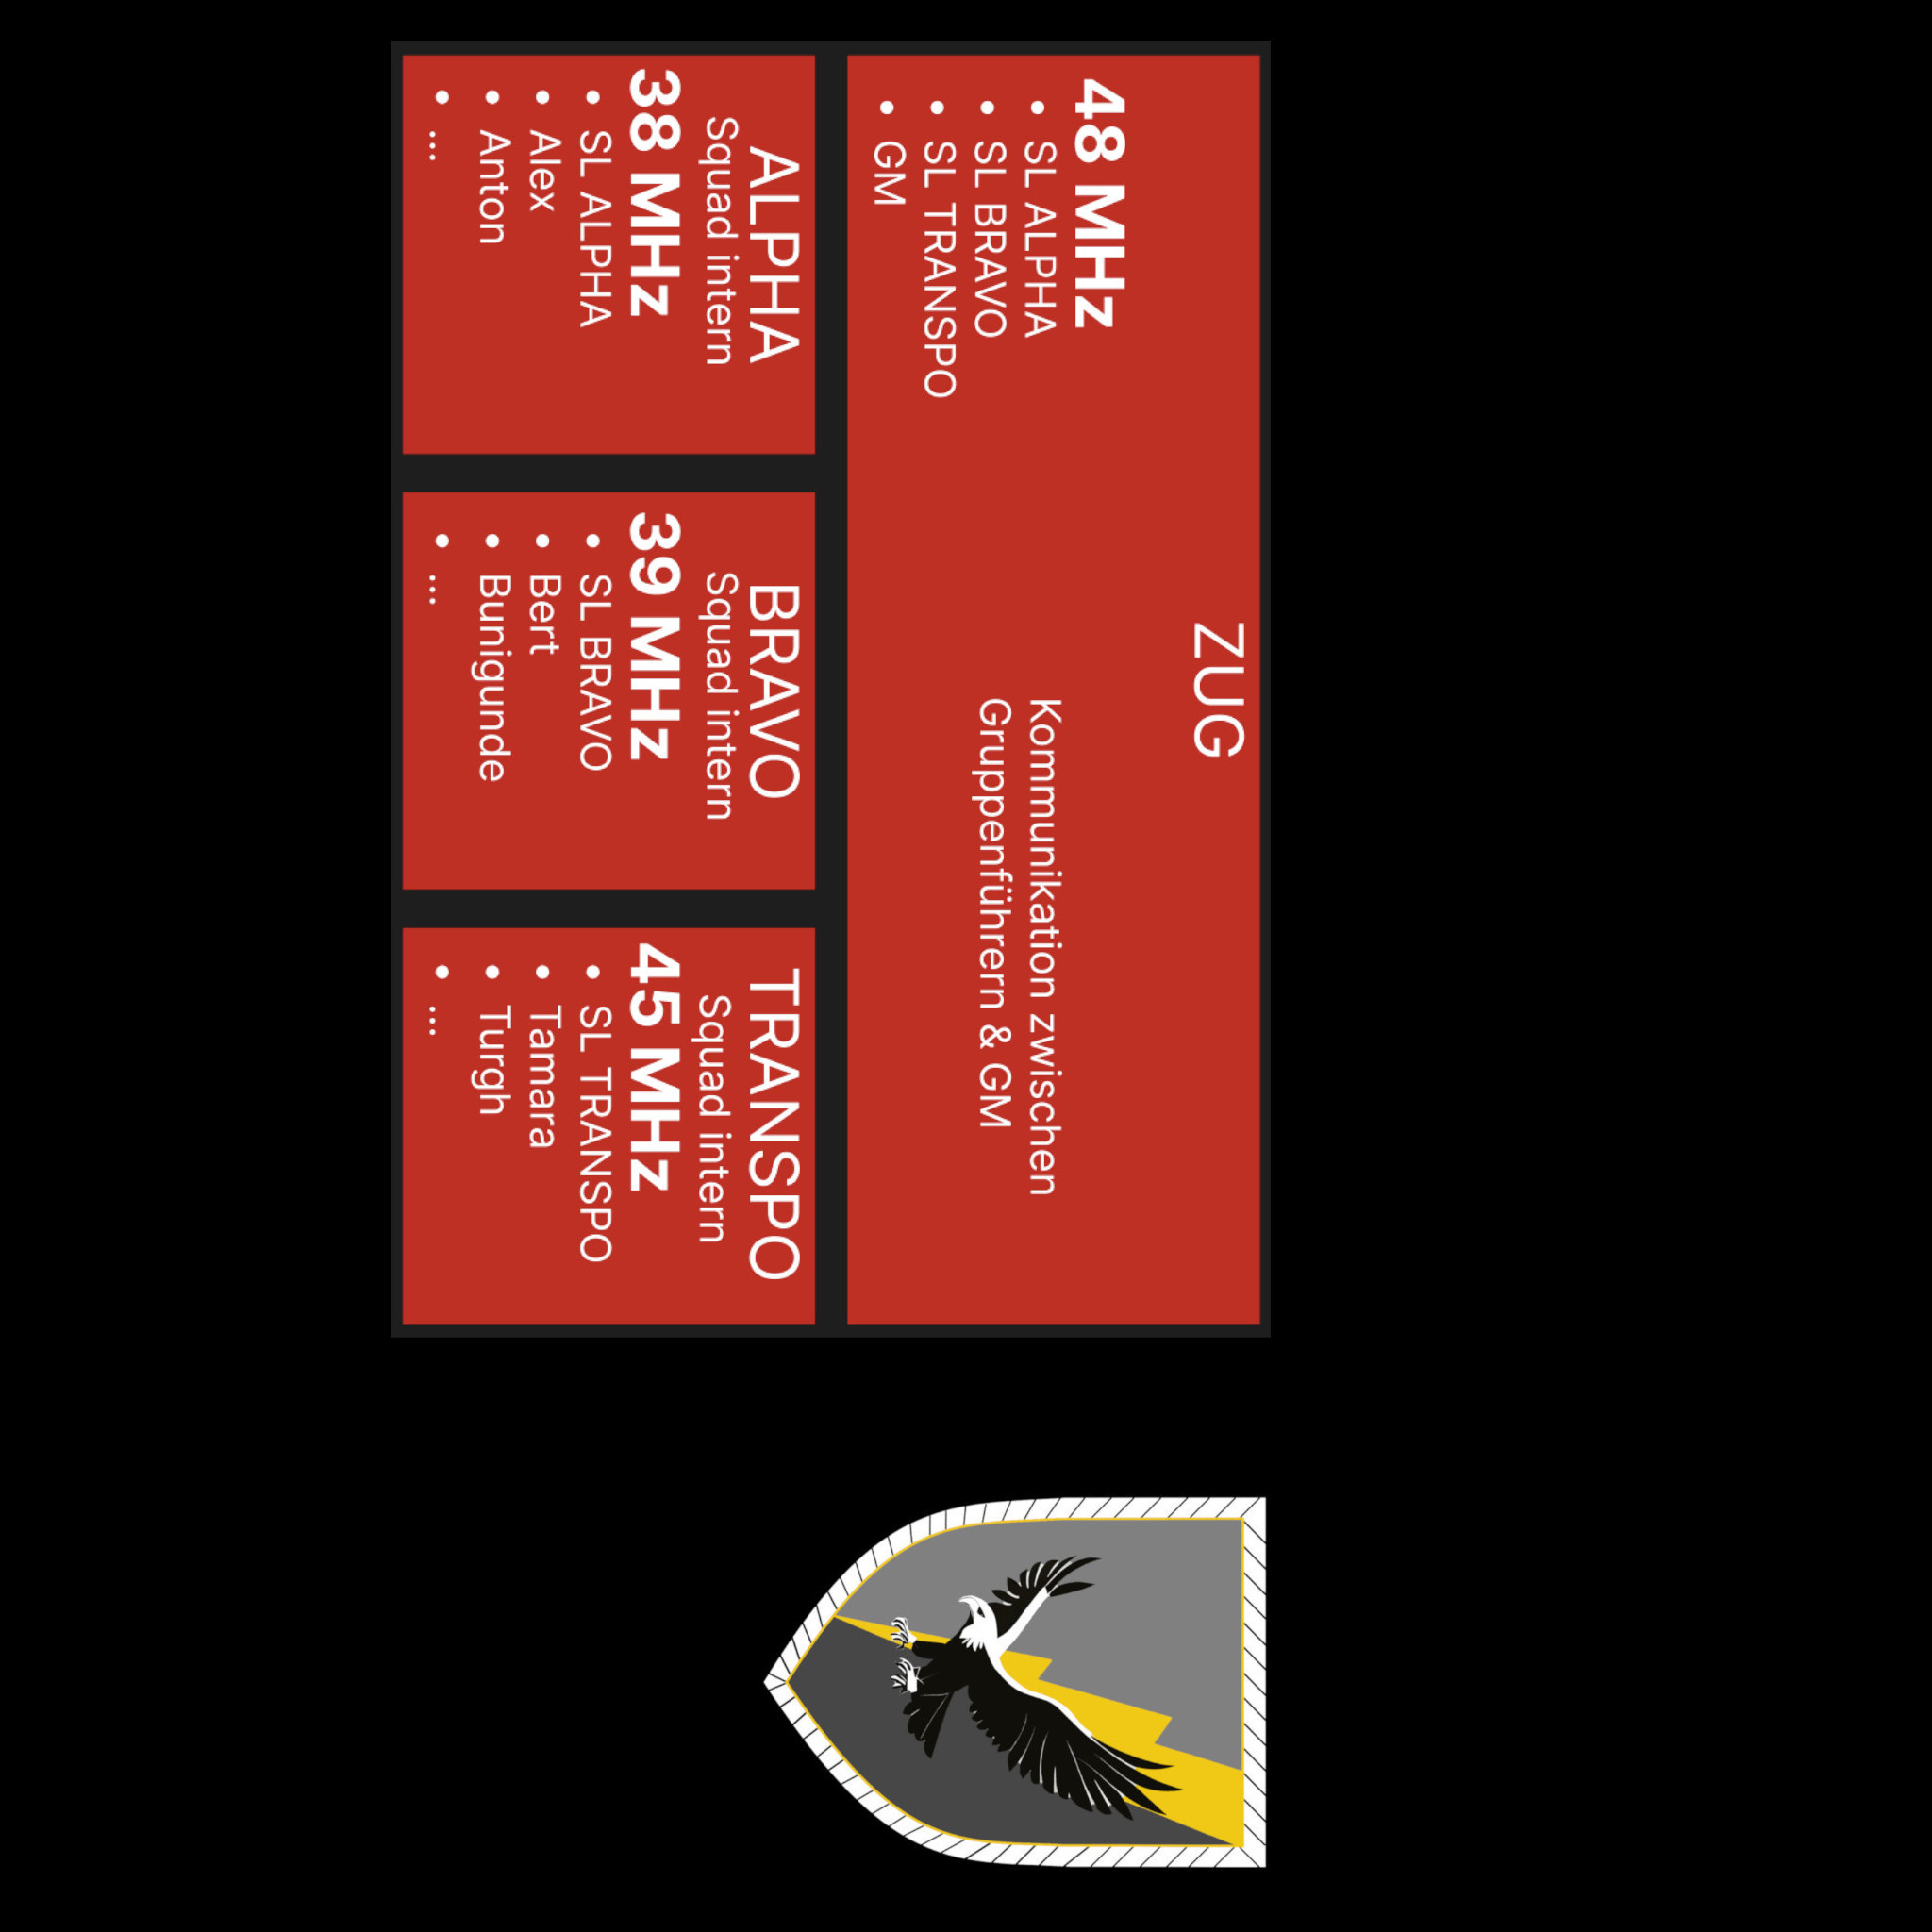 ZUG
48 MHz
• SL ALPHA
• SL BRAVO
• SL TRANSPO
• GM
Kommunikation zwischen
Gruppenführern & GM
ALPHA
Squad intern
38 MHz
• SL ALPHA
• Alex
• Anton
• ...
BRAVO
Squad intern
39 MHz
• SL BRAVO
• Bert
• Bunigunde
• ...
TRANSPO
Squad intern
45 MHz
• SL TRANSPO
• Tamara
• Turgh
• ...